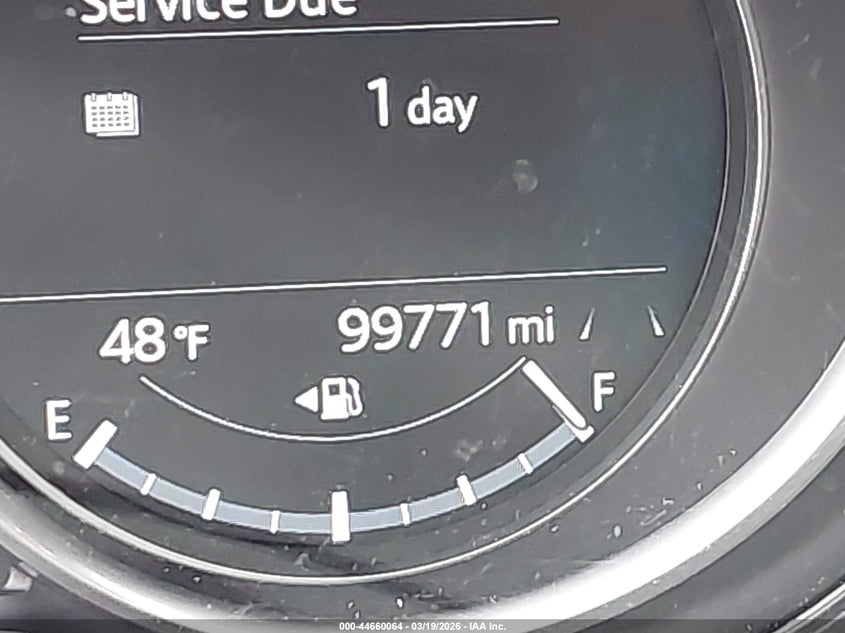 Service Due
1 day
48°F 99771 mi
E F
000-44660064 - 03/19/2026 - IAA Inc.